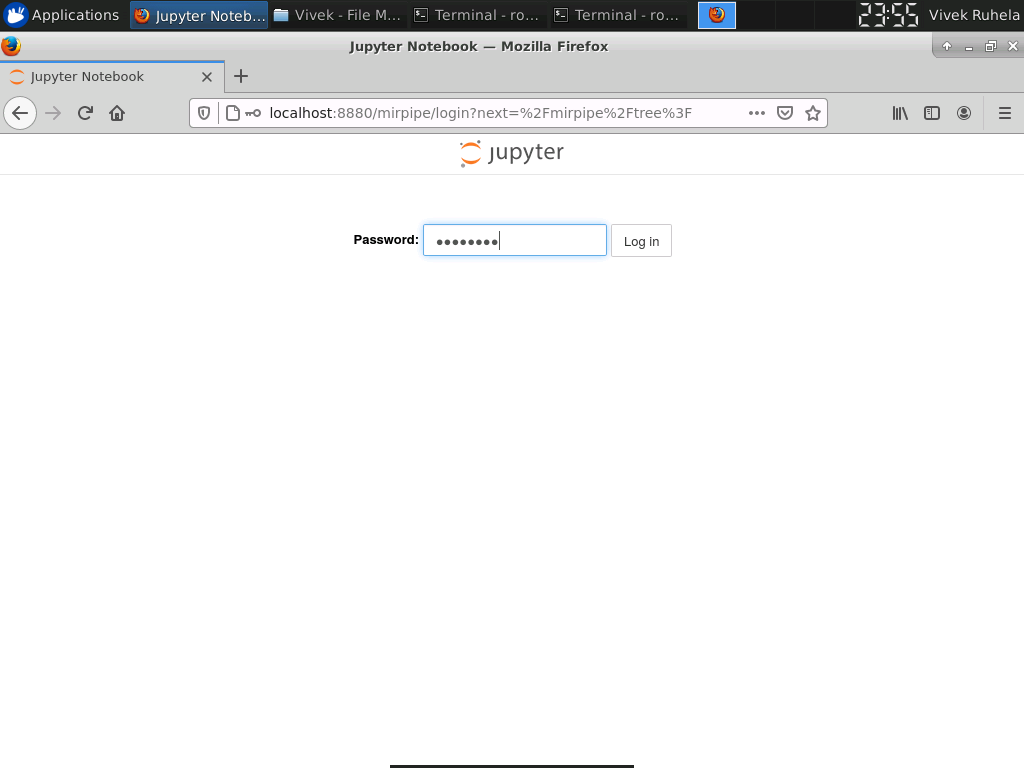 Applications Jupyter Noteb... Vivek - File M... Terminal - ro... Terminal - ro... 23:55 Vivek Ruhela
Jupyter Notebook — Mozilla Firefox
Jupyter Notebook
localhost:8880/mirpipe/login?next=%2Fmirpipe%2Ftree%3F
jupyter
Password: •••••••• Log in